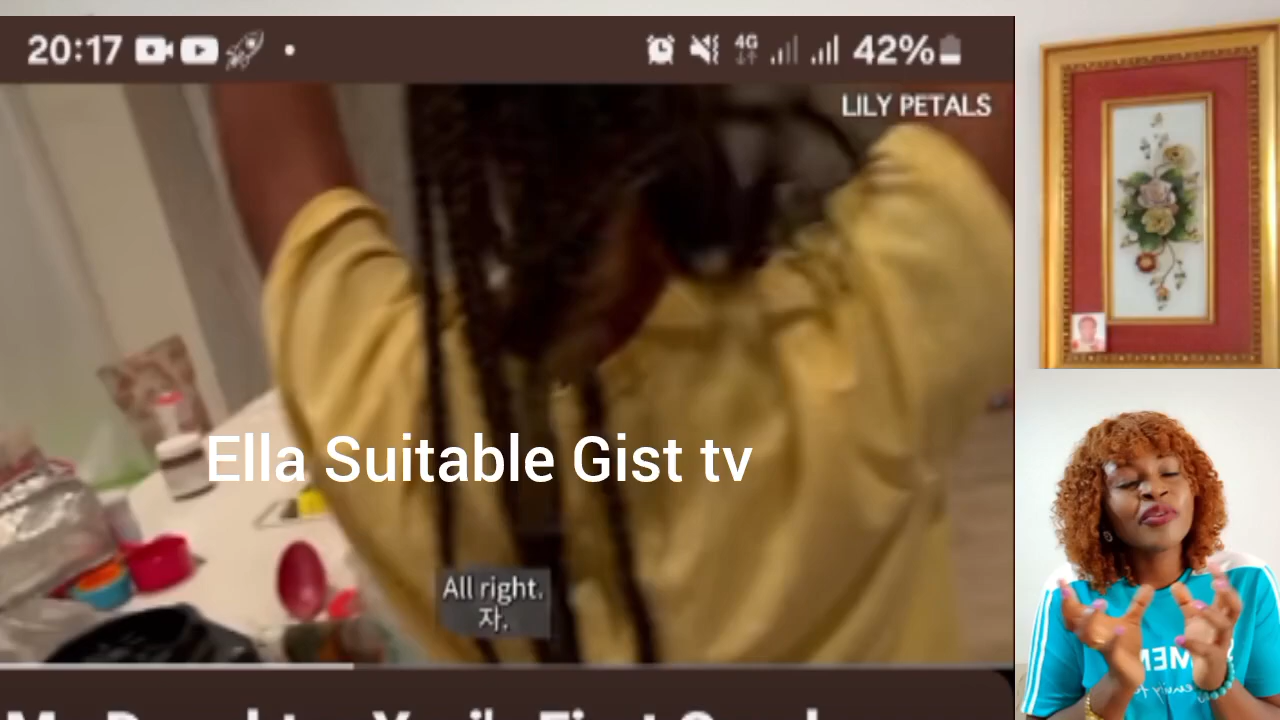 20:17
4G
42%
LILY PETALS
Ella Suitable Gist tv
All right.
자.